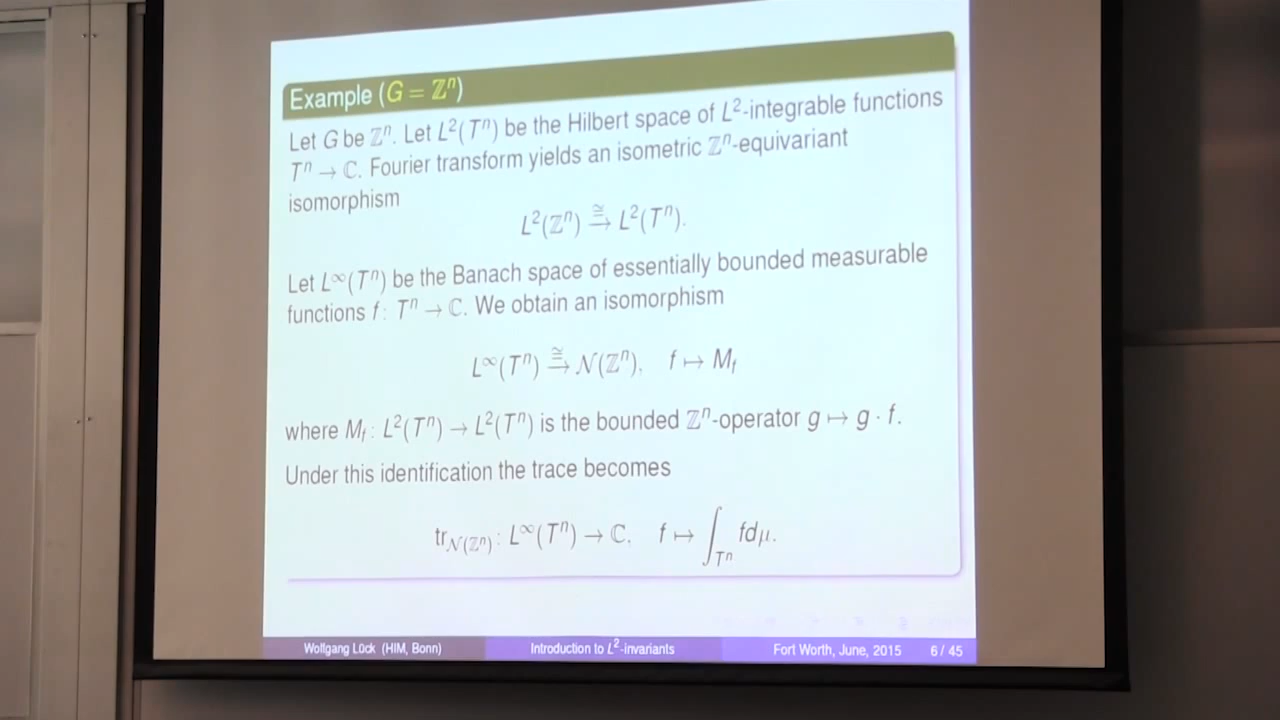 Example (G = ℤⁿ)
Let G be ℤⁿ. Let L²(Tⁿ) be the Hilbert space of L²-integrable functions
Tⁿ → ℂ. Fourier transform yields an isometric ℤⁿ-equivariant
isomorphism
L²(ℤⁿ) ≅→ L²(Tⁿ).
Let L^∞(Tⁿ) be the Banach space of essentially bounded measurable
functions f: Tⁿ → ℂ. We obtain an isomorphism
L^∞(Tⁿ) ≅→ 𝒩(ℤⁿ), f ↦ M_f
where M_f: L²(Tⁿ) → L²(Tⁿ) is the bounded ℤⁿ-operator g ↦ g · f.
Under this identification the trace becomes
tr_𝒩(ℤⁿ): L^∞(Tⁿ) → ℂ, f ↦ ∫_Tⁿ fdμ.
Wolfgang Lück (HIM, Bonn) Introduction to L²-invariants Fort Worth, June, 2015 6 / 45